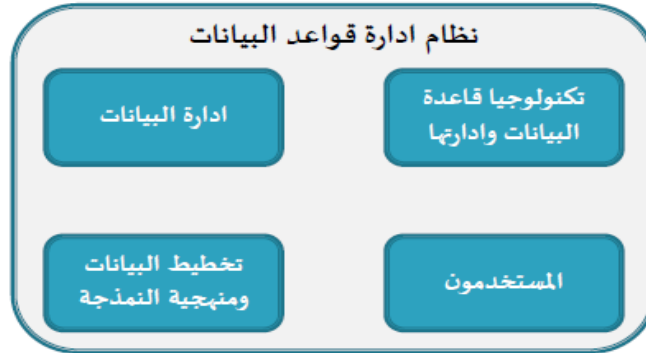 نظام ادارة قواعد البيانات
تكنولوجيا قاعدة
البيانات وادارتها
ادارة البيانات
المستخدمون
تخطيط البيانات
ومنهجية النمذجة